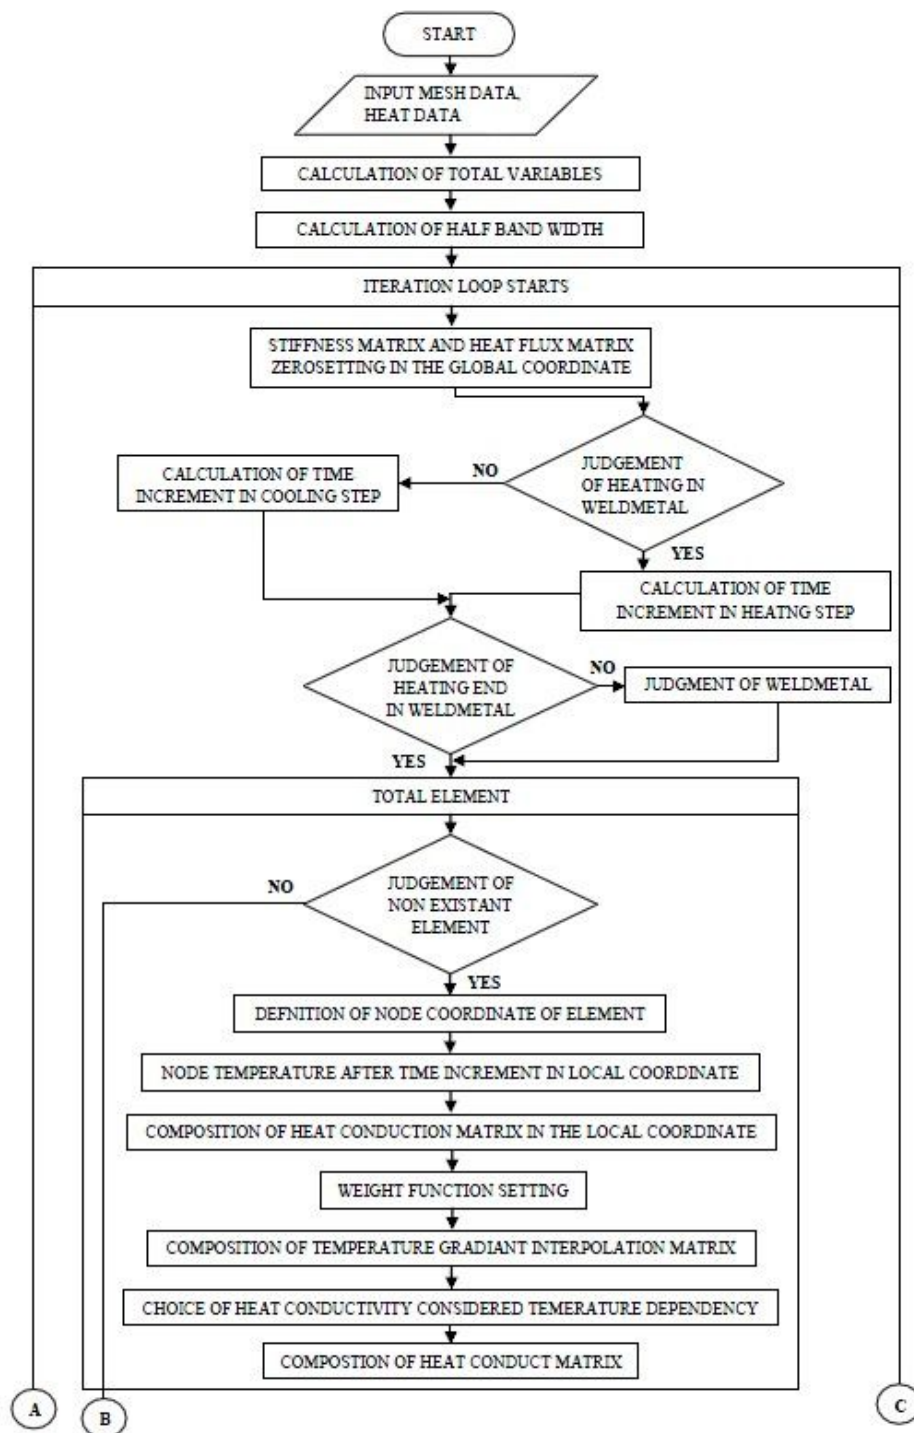 START
INPUT MESH DATA,
HEAT DATA
CALCULATION OF TOTAL VARIABLES
CALCULATION OF HALF BAND WIDTH
ITERATION LOOP STARTS
STIFFNESS MATRIX AND HEAT FLUX MATRIX
ZEROSETTING IN THE GLOBAL COORDINATE
JUDGEMENT
OF HEATING IN
WELDMETAL
NO
CALCULATION OF TIME
INCREMENT IN COOLING STEP
YES
CALCULATION OF TIME
INCREMENT IN HEATNG STEP
JUDGEMENT OF
HEATING END
IN WELDMETAL
NO
JUDGMENT OF WELDMETAL
YES
TOTAL ELEMENT
JUDGEMENT OF
NON EXISTANT
ELEMENT
NO
YES
DEFNITION OF NODE COORDINATE OF ELEMENT
NODE TEMPERATURE AFTER TIME INCREMENT IN LOCAL COORDINATE
COMPOSITION OF HEAT CONDUCTION MATRIX IN THE LOCAL COORDINATE
WEIGHT FUNCTION SETTING
COMPOSITION OF TEMPERATURE GRADIANT INTERPOLATION MATRIX
CHOICE OF HEAT CONDUCTIVITY CONSIDERED TEMERATURE DEPENDENCY
COMPOSTION OF HEAT CONDUCT MATRIX
A
B
C